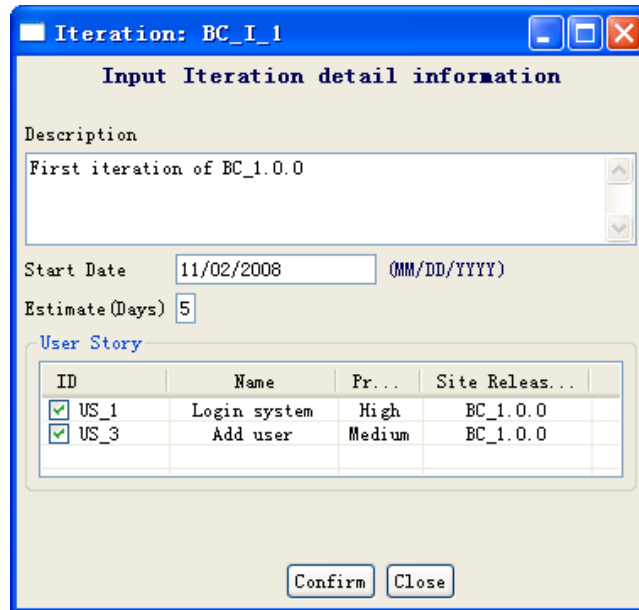 Iteration: BC_I_1
Input Iteration detail information
Description
First iteration of BC_1.0.0
Start Date 11/02/2008 (MM/DD/YYYY)
Estimate(Days) 5
User Story
ID Name Pr... Site Releas...
US_1 Login system High BC_1.0.0
US_3 Add user Medium BC_1.0.0
Confirm Close